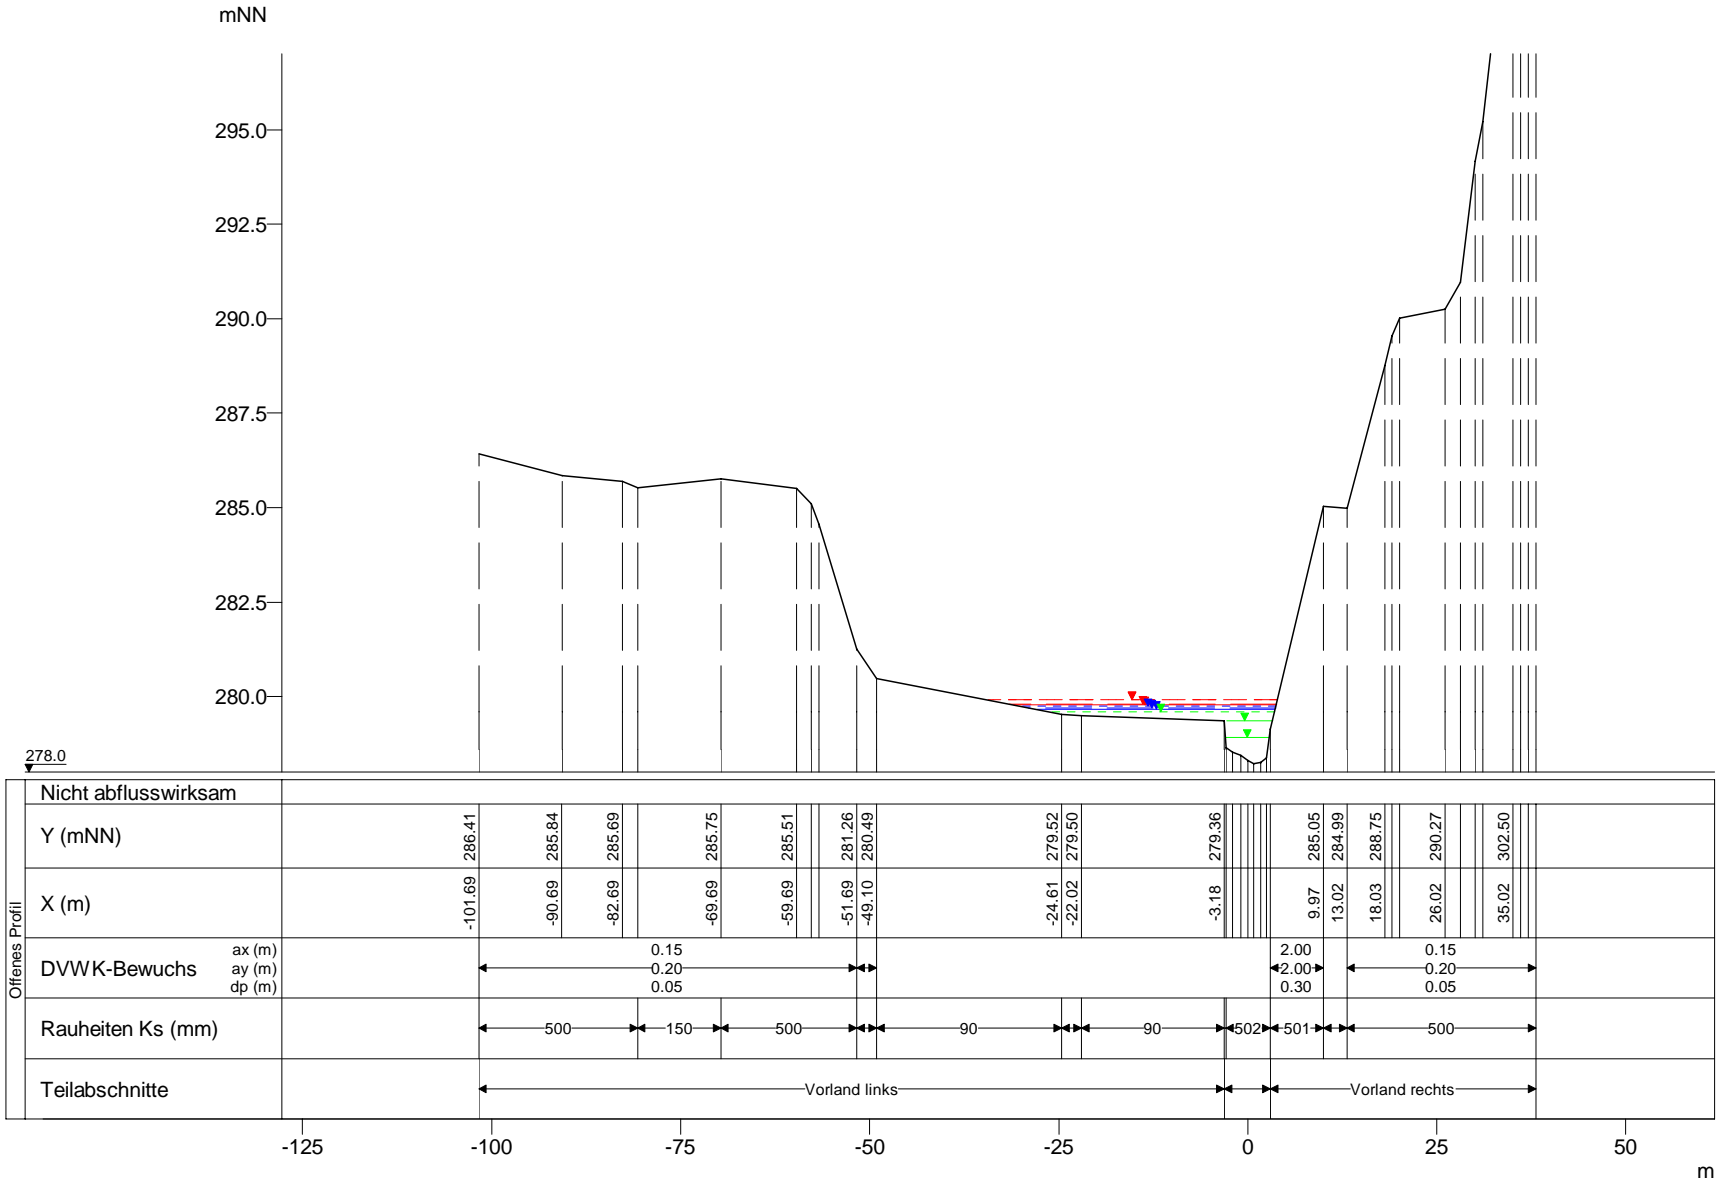 mNN
295.0
292.5
290.0
287.5
285.0
282.5
280.0
278.0
Offenes Profil
Nicht abflusswirksam
Y (mNN)
286.41 285.84 285.69 285.75 285.51 281.26 280.49 279.52 279.50 279.36 285.05 284.99 288.75 290.27 302.50
X (m)
-101.69 -90.69 -82.69 -69.69 -59.69 -51.69 -49.10 -24.61 -22.02 -3.18 9.97 13.02 18.03 26.02 35.02
DVWK-Bewuchs
ax (m) 0.15 2.00 0.15
ay (m) 0.20 2.00 0.20
dp (m) 0.05 0.30 0.05
Rauheiten Ks (mm) 500 150 500 90 90 502 501 500
Teilabschnitte Vorland links Vorland rechts
-125 -100 -75 -50 -25 0 25 50
m